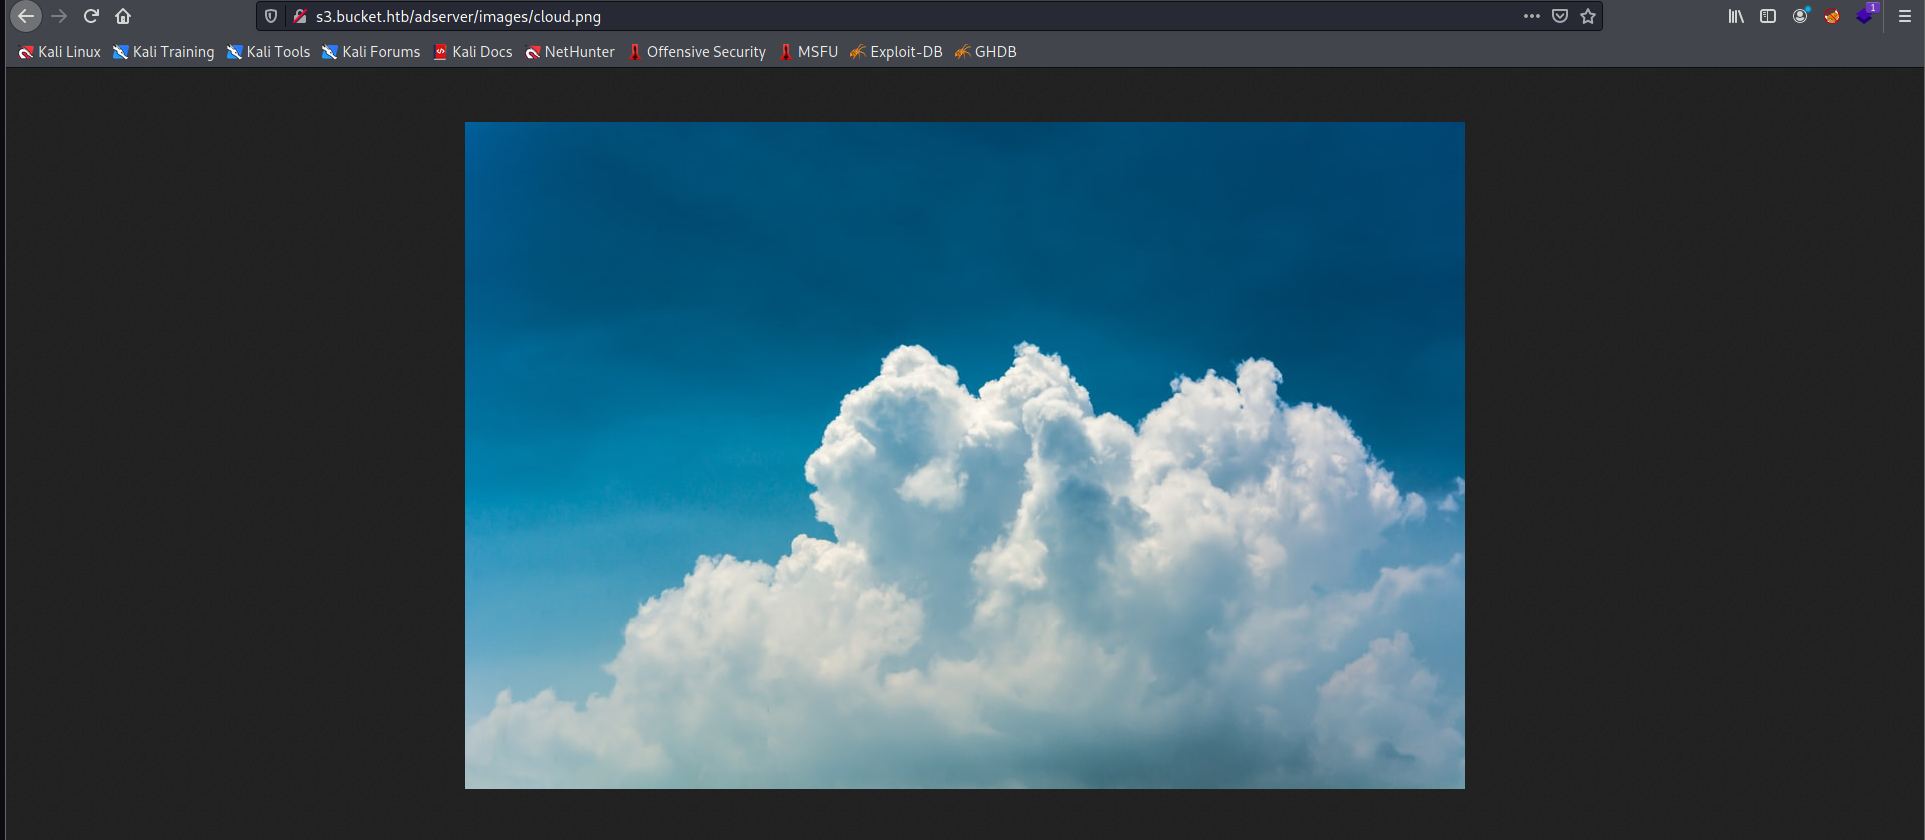 s3.bucket.htb/adserver/images/cloud.png
1
Kali Linux Kali Training Kali Tools Kali Forums Kali Docs NetHunter Offensive Security MSFU Exploit-DB GHDB